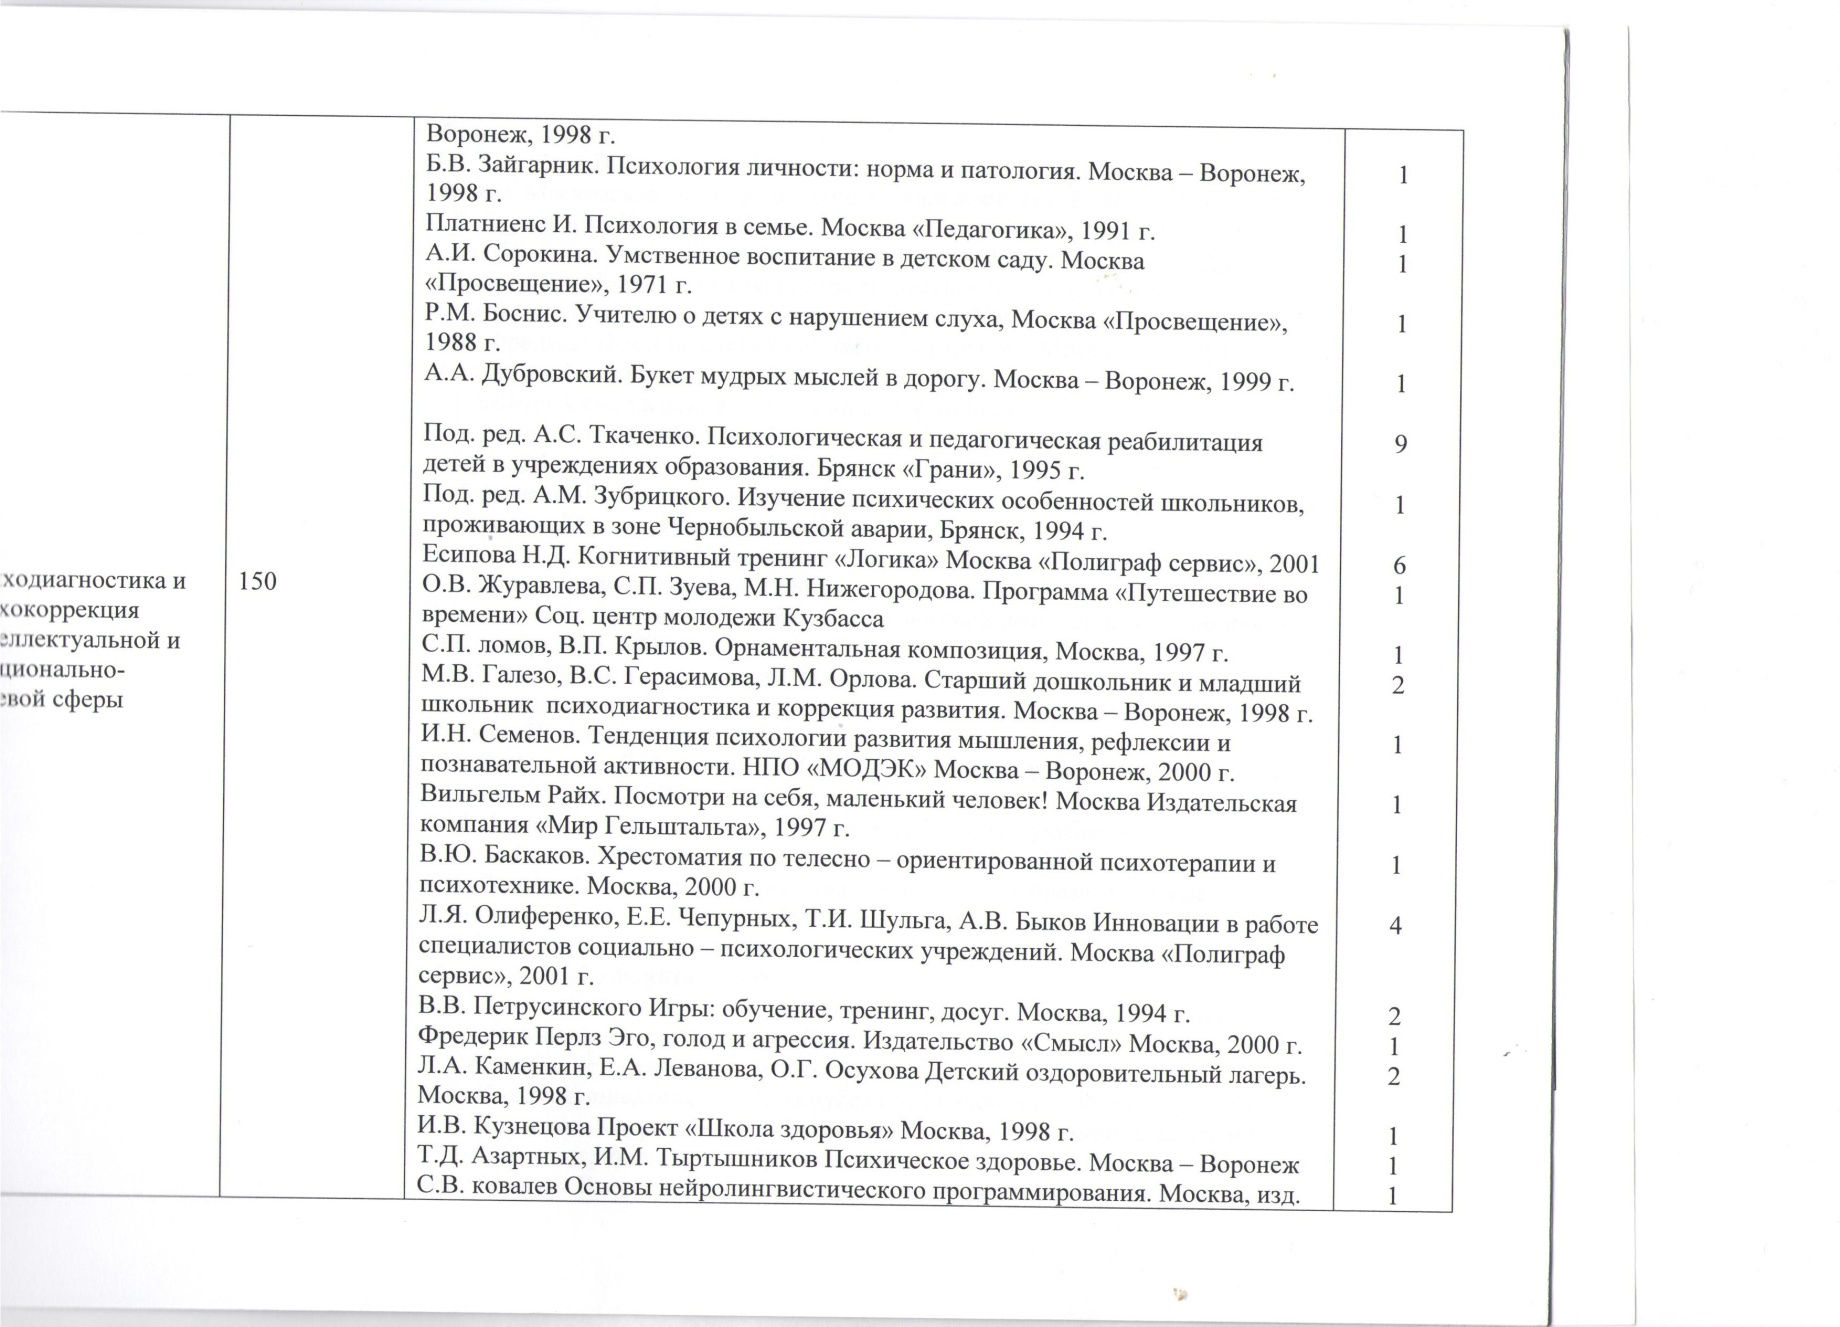 Воронеж, 1998 г.
Б.В. Зайгарник. Психология личности: норма и патология. Москва – Воронеж, 1
1998 г.
Платниенс И. Психология в семье. Москва «Педагогика», 1991 г. 1
А.И. Сорокина. Умственное воспитание в детском саду. Москва 1
«Просвещение», 1971 г.
Р.М. Боснис. Учителю о детях с нарушением слуха, Москва «Просвещение», 1
1988 г.
А.А. Дубровский. Букет мудрых мыслей в дорогу. Москва – Воронеж, 1999 г. 1
Под. ред. А.С. Ткаченко. Психологическая и педагогическая реабилитация 9
детей в учреждениях образования. Брянск «Грани», 1995 г.
Под. ред. А.М. Зубрицкого. Изучение психических особенностей школьников, 1
проживающих в зоне Чернобыльской аварии, Брянск, 1994 г.
Есипова Н.Д. Когнитивный тренинг «Логика» Москва «Полиграф сервис», 2001 6
ходиагностика и 150 О.В. Журавлева, С.П. Зуева, М.Н. Нижегородова. Программа «Путешествие во 1
хокоррекция времени» Соц. центр молодежи Кузбасса
еллектуальной и С.П. ломов, В.П. Крылов. Орнаментальная композиция, Москва, 1997 г. 1
ционально- М.В. Галезо, В.С. Герасимова, Л.М. Орлова. Старший дошкольник и младший 2
евой сферы школьник психодиагностика и коррекция развития. Москва – Воронеж, 1998 г.
И.Н. Семенов. Тенденция психологии развития мышления, рефлексии и 1
познавательной активности. НПО «МОДЭК» Москва – Воронеж, 2000 г.
Вильгельм Райх. Посмотри на себя, маленький человек! Москва Издательская 1
компания «Мир Гельштальта», 1997 г.
В.Ю. Баскаков. Хрестоматия по телесно – ориентированной психотерапии и 1
психотехнике. Москва, 2000 г.
Л.Я. Олиференко, Е.Е. Чепурных, Т.И. Шульга, А.В. Быков Инновации в работе 4
специалистов социально – психологических учреждений. Москва «Полиграф
сервис», 2001 г.
В.В. Петрусинского Игры: обучение, тренинг, досуг. Москва, 1994 г. 2
Фредерик Перлз Эго, голод и агрессия. Издательство «Смысл» Москва, 2000 г. 1
Л.А. Каменкин, Е.А. Леванова, О.Г. Осухова Детский оздоровительный лагерь. 2
Москва, 1998 г.
И.В. Кузнецова Проект «Школа здоровья» Москва, 1998 г. 1
Т.Д. Азартных, И.М. Тыртышников Психическое здоровье. Москва – Воронеж 1
С.В. ковалев Основы нейролингвистического программирования. Москва, изд. 1